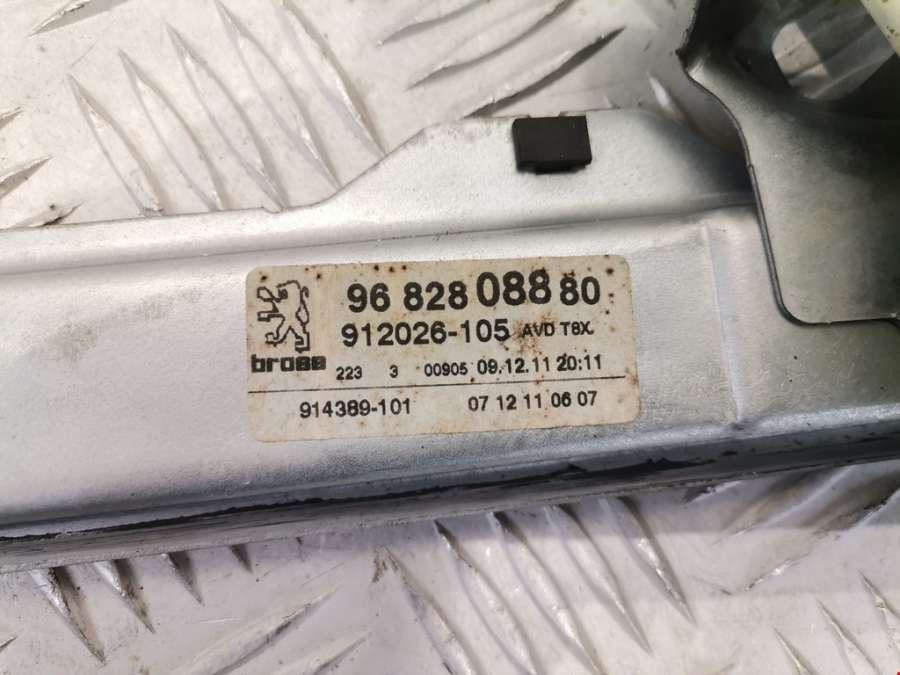 96 828 088 80
912026-105 AVD T8X
brose
223 3 00905 09.12.11 20:11
914389-101 07 12 11 06 07